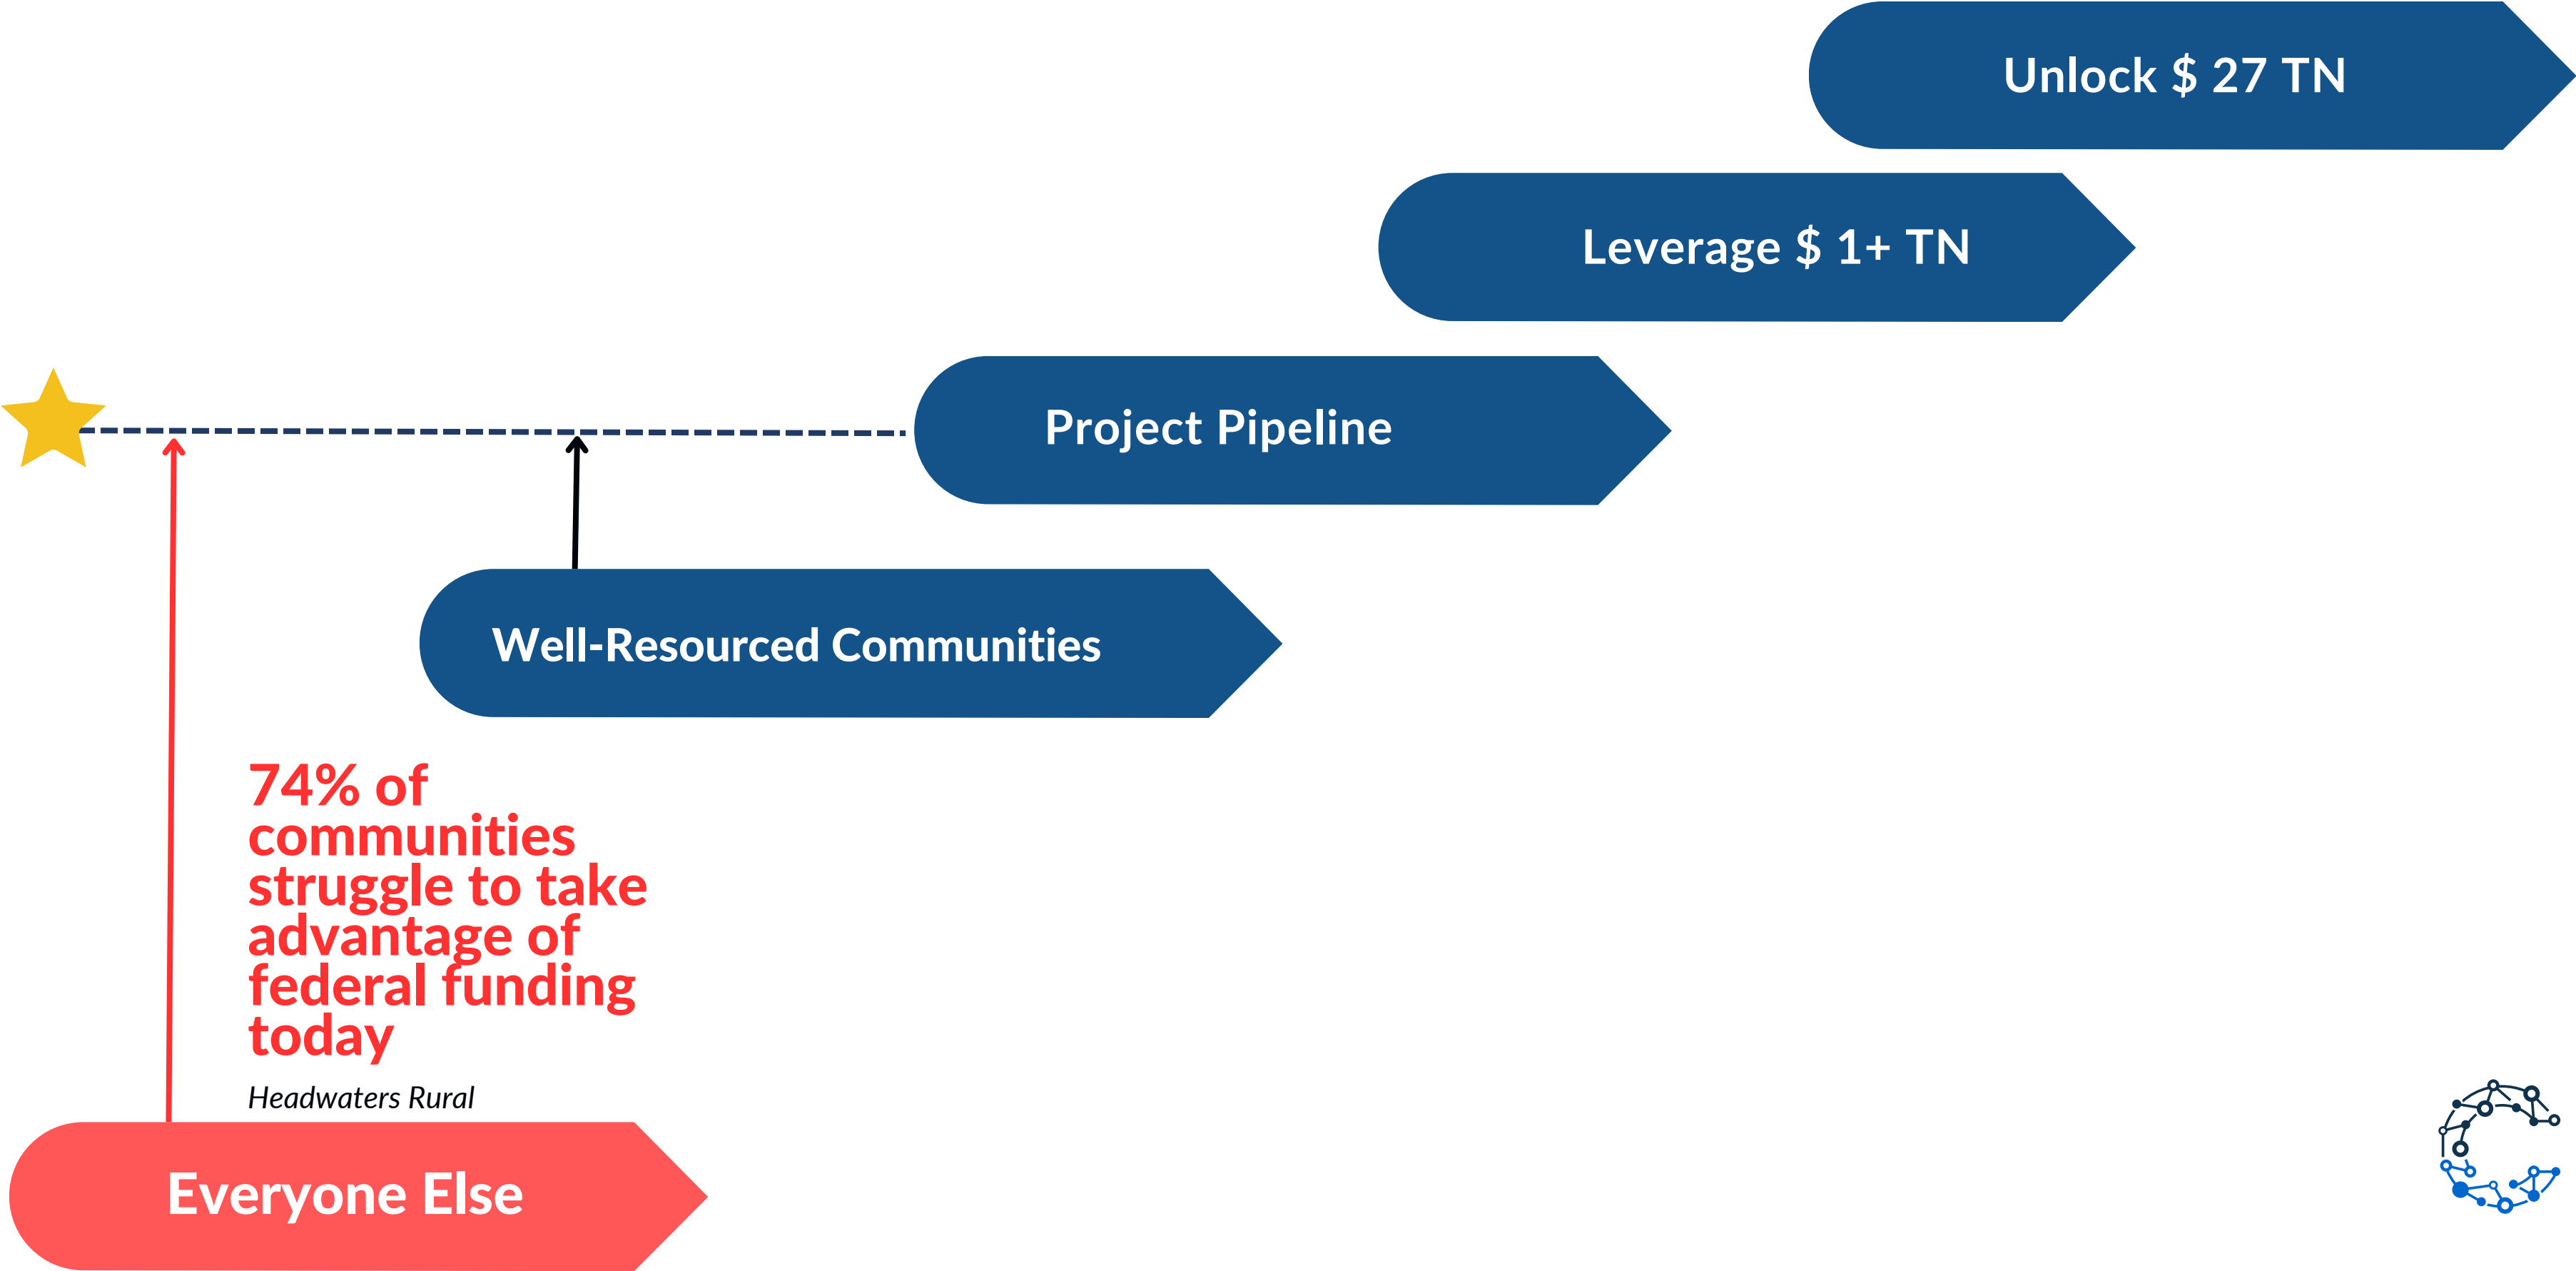 Unlock $ 27 TN
Leverage $ 1+ TN
Project Pipeline
Well-Resourced Communities
74% of
communities
struggle to take
advantage of
federal funding
today
Headwaters Rural
Everyone Else